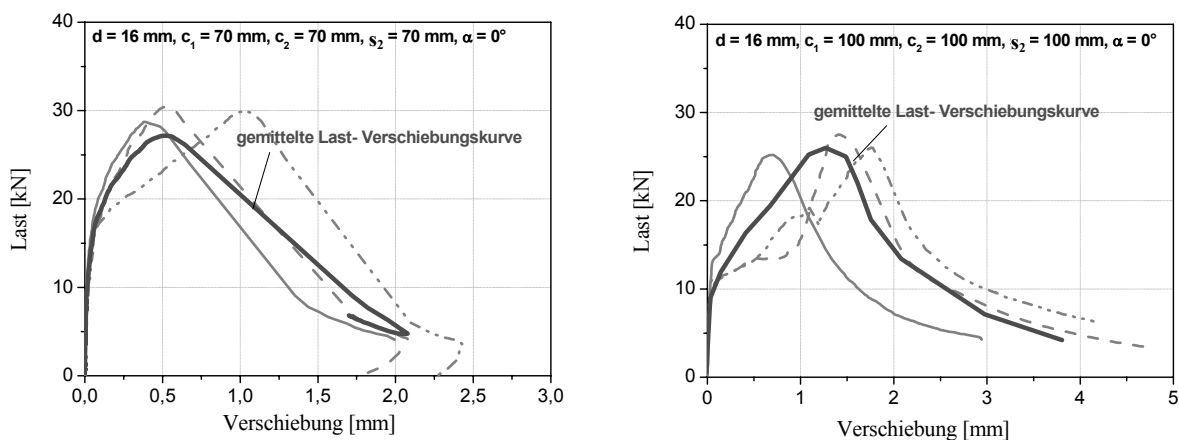 d = 16 mm, c1 = 70 mm, c2 = 70 mm, s2 = 70 mm, α = 0°
gemittelte Last- Verschiebungskurve
Last [kN]
40
30
20
10
0
0,0 0,5 1,0 1,5 2,0 2,5 3,0
Verschiebung [mm]
d = 16 mm, c1 = 100 mm, c2 = 100 mm, s2 = 100 mm, α = 0°
gemittelte Last- Verschiebungskurve
Last [kN]
40
30
20
10
0
0 1 2 3 4 5
Verschiebung [mm]